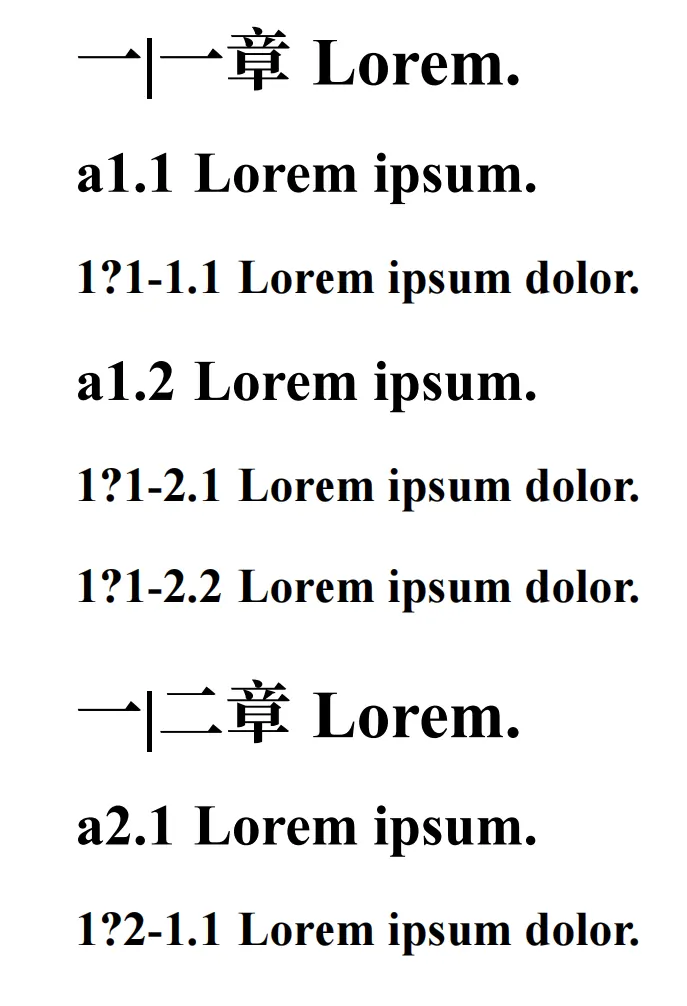 一|一章 Lorem.
a1.1 Lorem ipsum.
1?1-1.1 Lorem ipsum dolor.
a1.2 Lorem ipsum.
1?1-2.1 Lorem ipsum dolor.
1?1-2.2 Lorem ipsum dolor.
一|二章 Lorem.
a2.1 Lorem ipsum.
1?2-1.1 Lorem ipsum dolor.